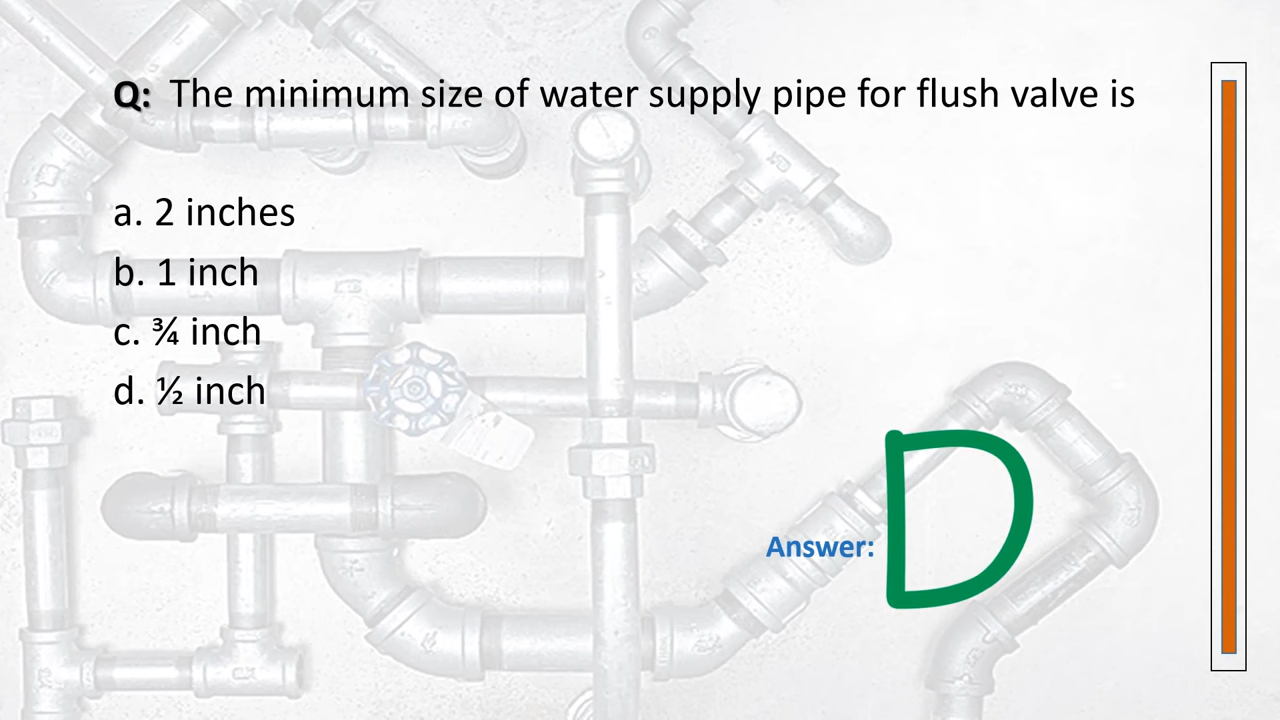 Q: The minimum size of water supply pipe for flush valve is
a. 2 inches
b. 1 inch
c. ¾ inch
d. ½ inch
Answer: D